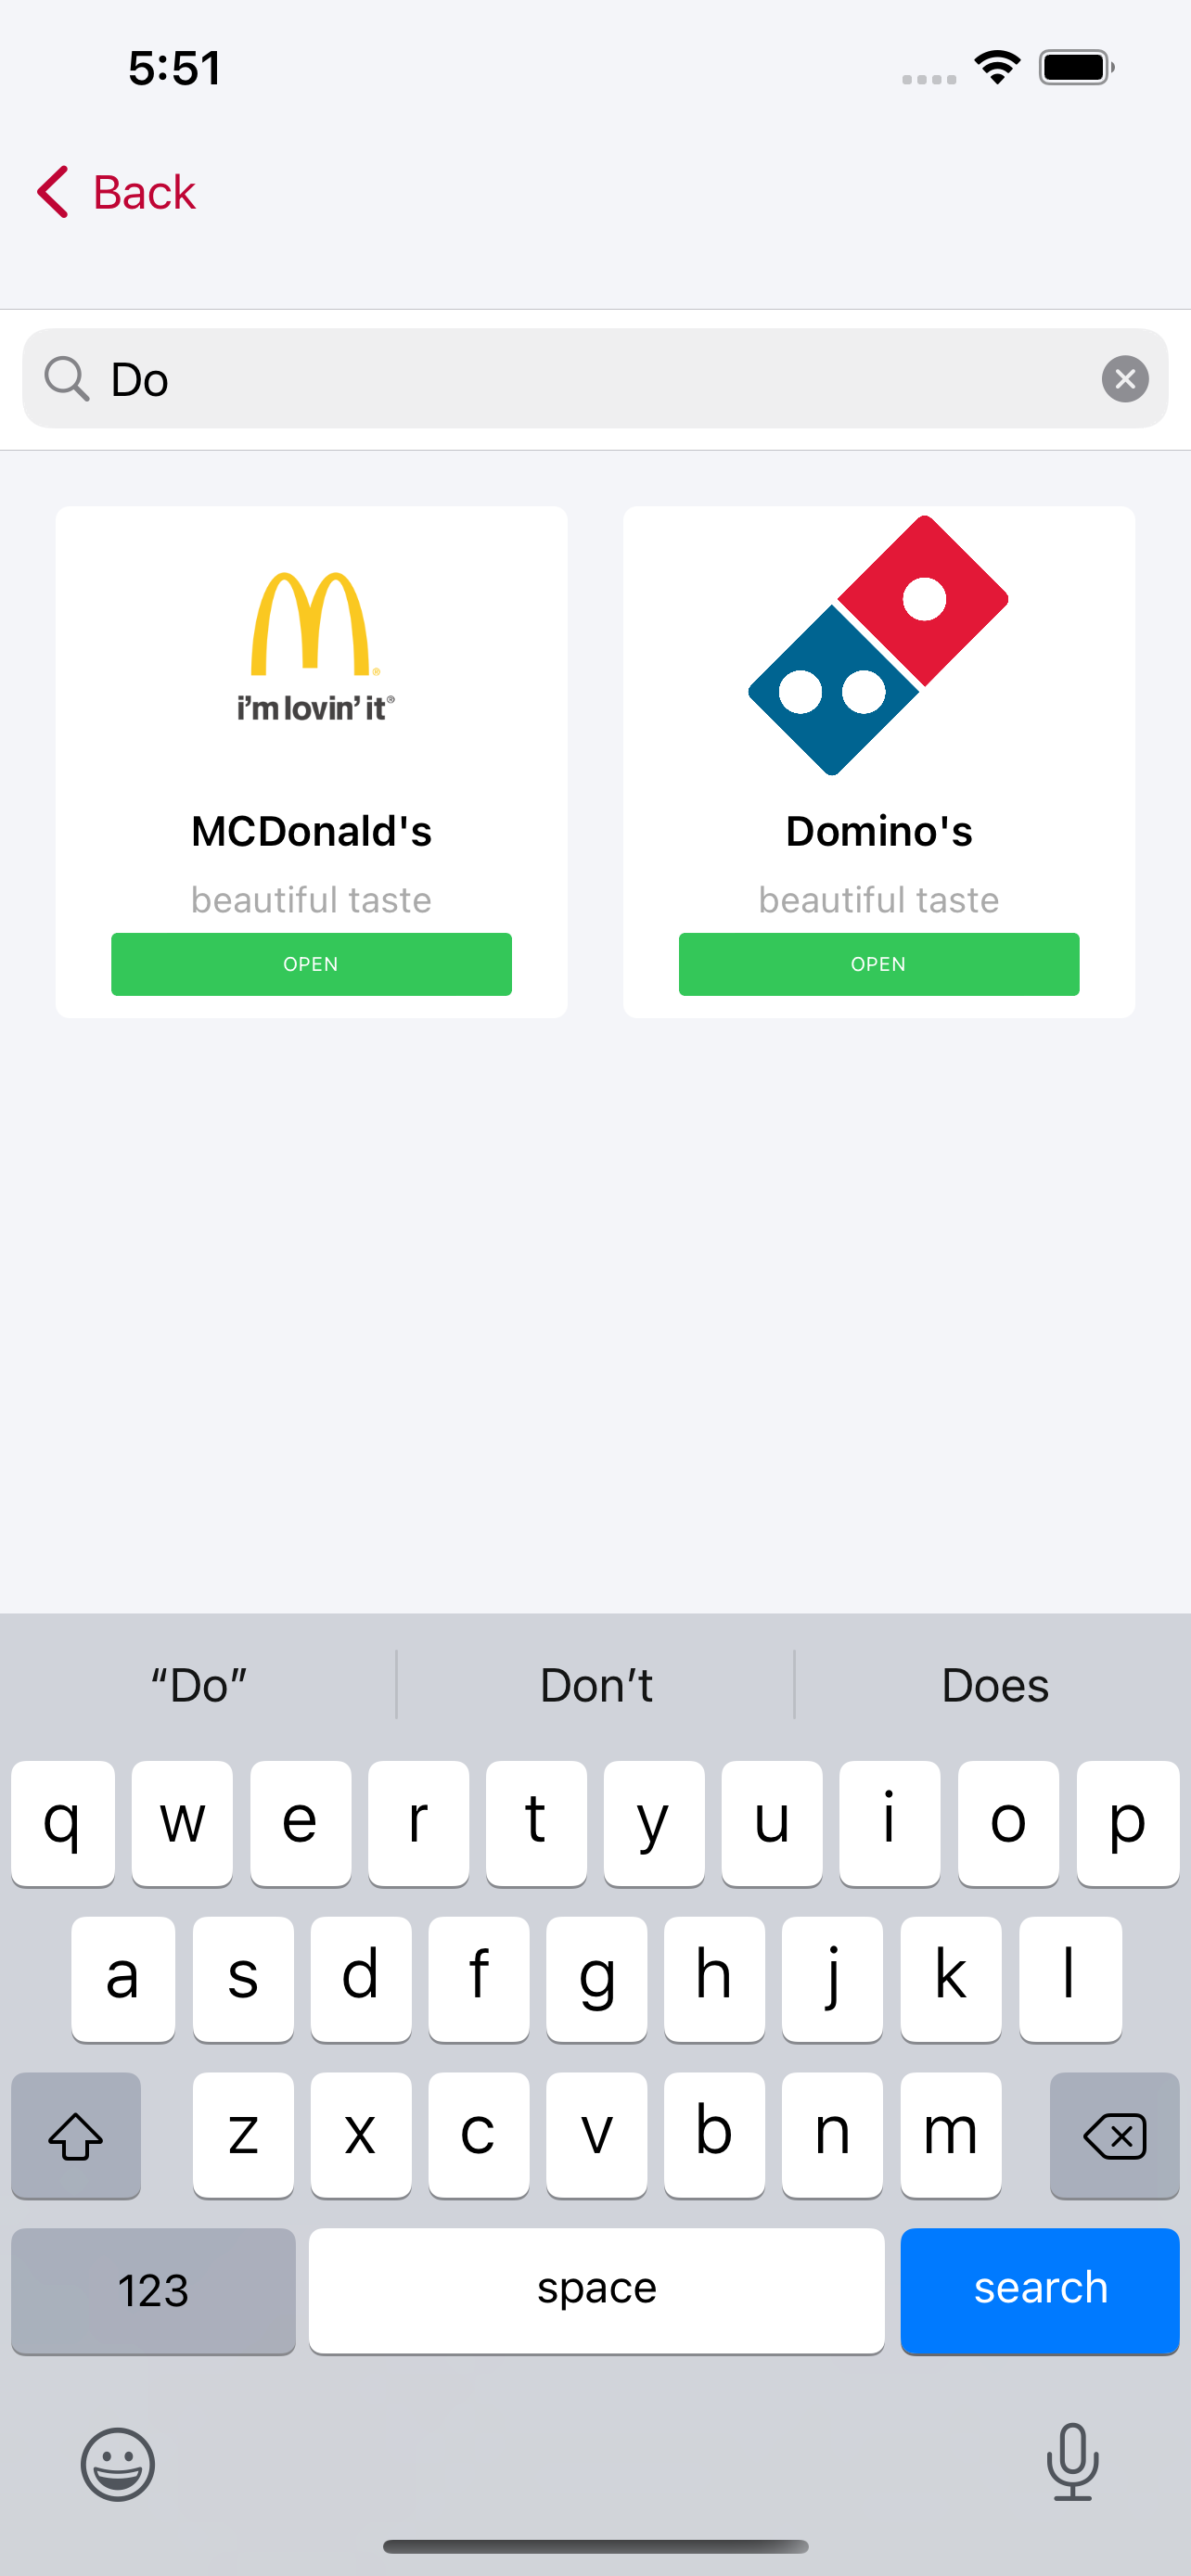 5:51
Back
Do
i'm lovin' it®
MCDonald's
Domino's
beautiful taste
beautiful taste
OPEN
OPEN
“Do”
Don’t
Does
q w e r t y u i o p
a s d f g h j k l
z x c v b n m
123
space
search